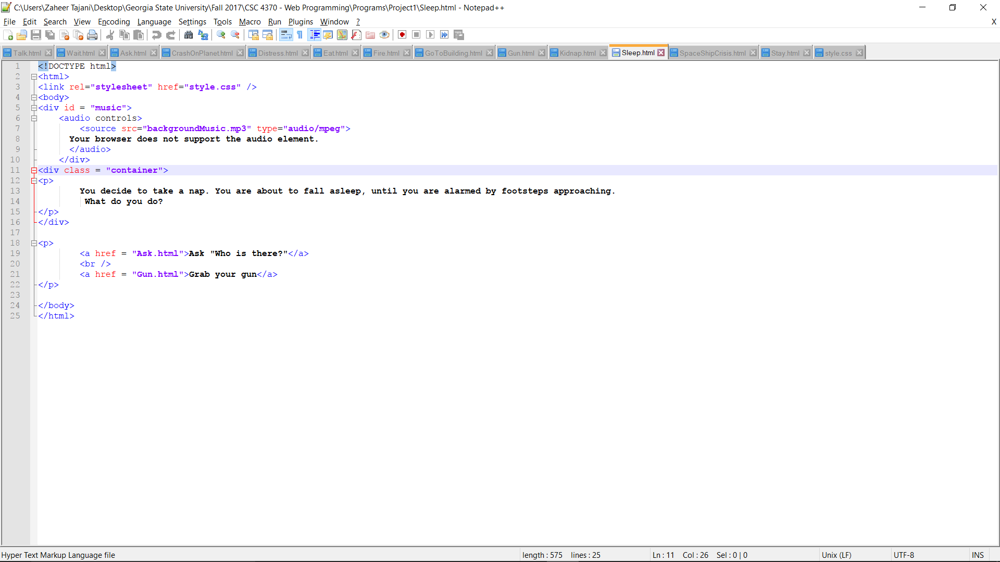 C:\Users\Zaheer Tajani\Desktop\Georgia State University\Fall 2017\CSC 4370 - Web Programming\Programs\Project1\Sleep.html - Notepad++
File Edit Search View Encoding Language Settings Tools Macro Run Plugins Window ? X
Talk.html Wait.html Ask.html CrashOnPlanet.html Distress.html Eat.html Fire.html GoToBuilding.html Gun.html Kidnap.html Sleep.html SpaceShipCrisis.html Stay.html style.css
1 <!DOCTYPE html>
2 <html>
3 <link rel="stylesheet" href="style.css" />
4 <body>
5 <div id = "music">
6 <audio controls>
7 <source src="backgroundMusic.mp3" type="audio/mpeg">
8 Your browser does not support the audio element.
9 </audio>
10 </div>
11 <div class = "container">
12 <p>
13 You decide to take a nap. You are about to fall asleep, until you are alarmed by footsteps approaching.
14 What do you do?
15 </p>
16 </div>
17
18 <p>
19 <a href = "Ask.html">Ask "Who is there?"</a>
20 <br />
21 <a href = "Gun.html">Grab your gun</a>
22 </p>
23
24 </body>
25 </html>
Hyper Text Markup Language file length : 575 lines : 25 Ln : 11 Col : 26 Sel : 0 | 0 Unix (LF) UTF-8 INS